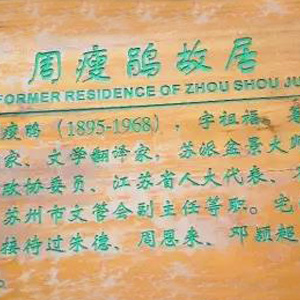 周瘦鹃故居
FORMER RESIDENCE OF ZHOU SHOU JU
瘦鹃（1895-1968），字祖福，
家、文学翻译家，苏派盆景大师
政协委员、江苏省人大代表、
苏州市文管会副主任等职。宅
接待过朱德、周恩来、邓颖超